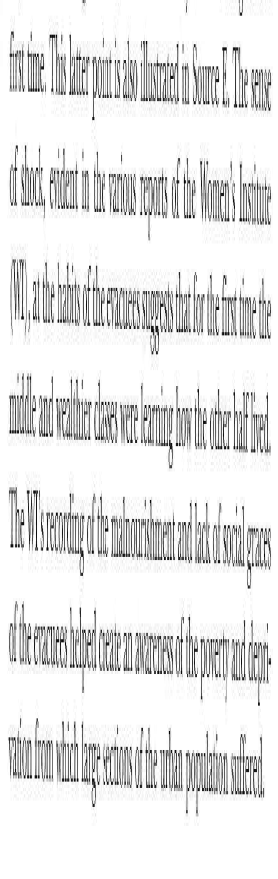 first time. This latter point is also illustrated in Source E. The sense
of shock, evident in the various reports of the Women's Institute
(WI), at the habits of the evacuees suggests that for the first time the
middle and wealthier classes were learning how the other half lived.
The WI's recording of the malnourishment and lack of social graces
of the evacuees helped create an awareness of the poverty and depri-
vation from which large sections of the urban population suffered.